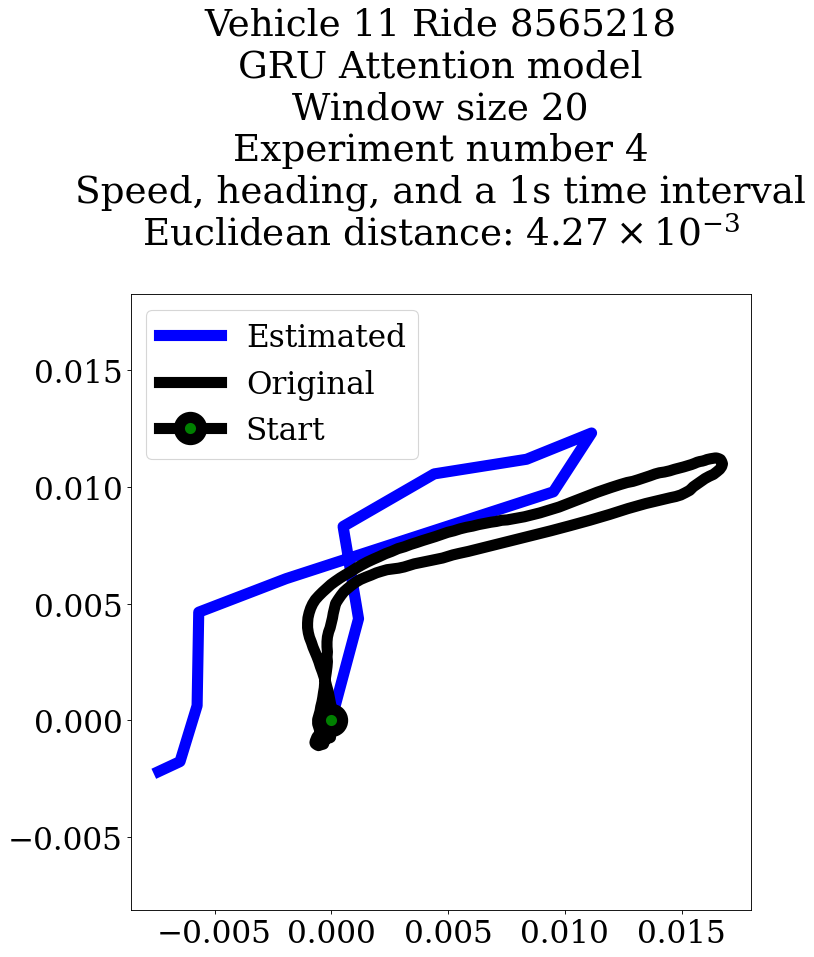 Vehicle 11 Ride 8565218
GRU Attention model
Window size 20
Experiment number 4
Speed, heading, and a 1s time interval
Euclidean distance: 4.27 × 10⁻³
Estimated
Original
Start
0.015
0.010
0.005
0.000
−0.005
−0.005 0.000 0.005 0.010 0.015